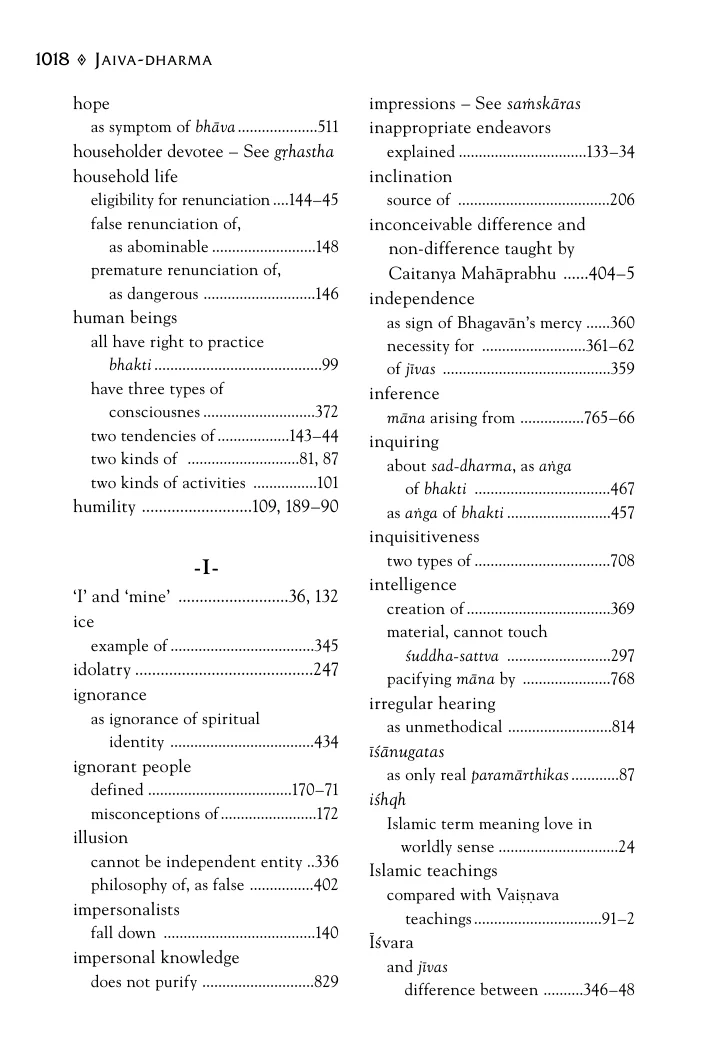 1018 ◈ JAIVA-DHARMA
hope
as symptom of bhāva....................511
householder devotee – See gṛhastha
household life
eligibility for renunciation ....144–45
false renunciation of,
as abominable ..........................148
premature renunciation of,
as dangerous ............................146
human beings
all have right to practice
bhakti ..........................................99
have three types of
consciousnes ............................372
two tendencies of ..................143–44
two kinds of ............................81, 87
two kinds of activities ................101
humility ..........................109, 189–90
-I-
‘I’ and ‘mine’ ..........................36, 132
ice
example of ....................................345
idolatry ..........................................247
ignorance
as ignorance of spiritual
identity ....................................434
ignorant people
defined ....................................170–71
misconceptions of ........................172
illusion
cannot be independent entity ..336
philosophy of, as false ................402
impersonalists
fall down ......................................140
impersonal knowledge
does not purify ............................829
impressions – See saṁskāras
inappropriate endeavors
explained ................................133–34
inclination
source of ......................................206
inconceivable difference and
non-difference taught by
Caitanya Mahāprabhu ......404–5
independence
as sign of Bhagavān’s mercy ......360
necessity for ..........................361–62
of jīvas ..........................................359
inference
māna arising from ................765–66
inquiring
about sad-dharma, as aṅga
of bhakti ..................................467
as aṅga of bhakti ..........................457
inquisitiveness
two types of ..................................708
intelligence
creation of ....................................369
material, cannot touch
śuddha-sattva ..........................297
pacifying māna by ......................768
irregular hearing
as unmethodical ..........................814
īśānugatas
as only real paramārthikas ............87
iśhqh
Islamic term meaning love in
worldly sense ..............................24
Islamic teachings
compared with Vaiṣṇava
teachings ................................91–2
Īśvara
and jīvas
difference between ..........346–48